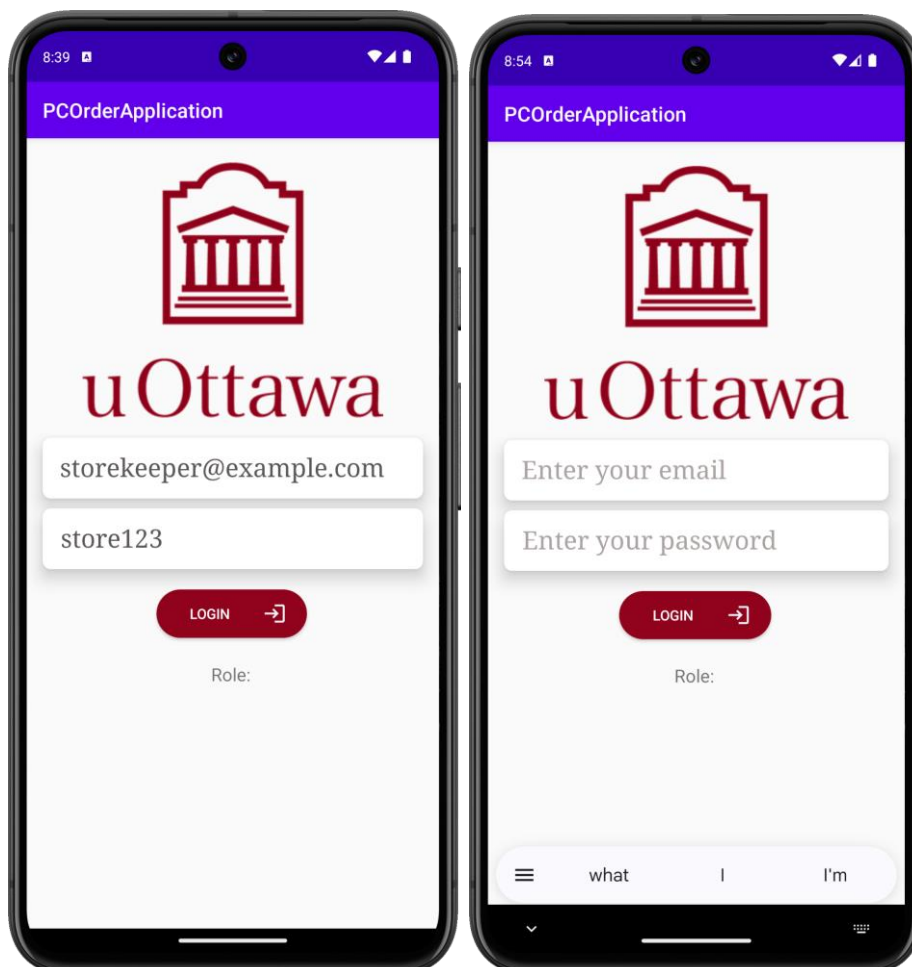 8:39
PCOrderApplication
uOttawa
storekeeper@example.com
store123
LOGIN
Role:
8:54
PCOrderApplication
uOttawa
Enter your email
Enter your password
LOGIN
Role:
what I I'm